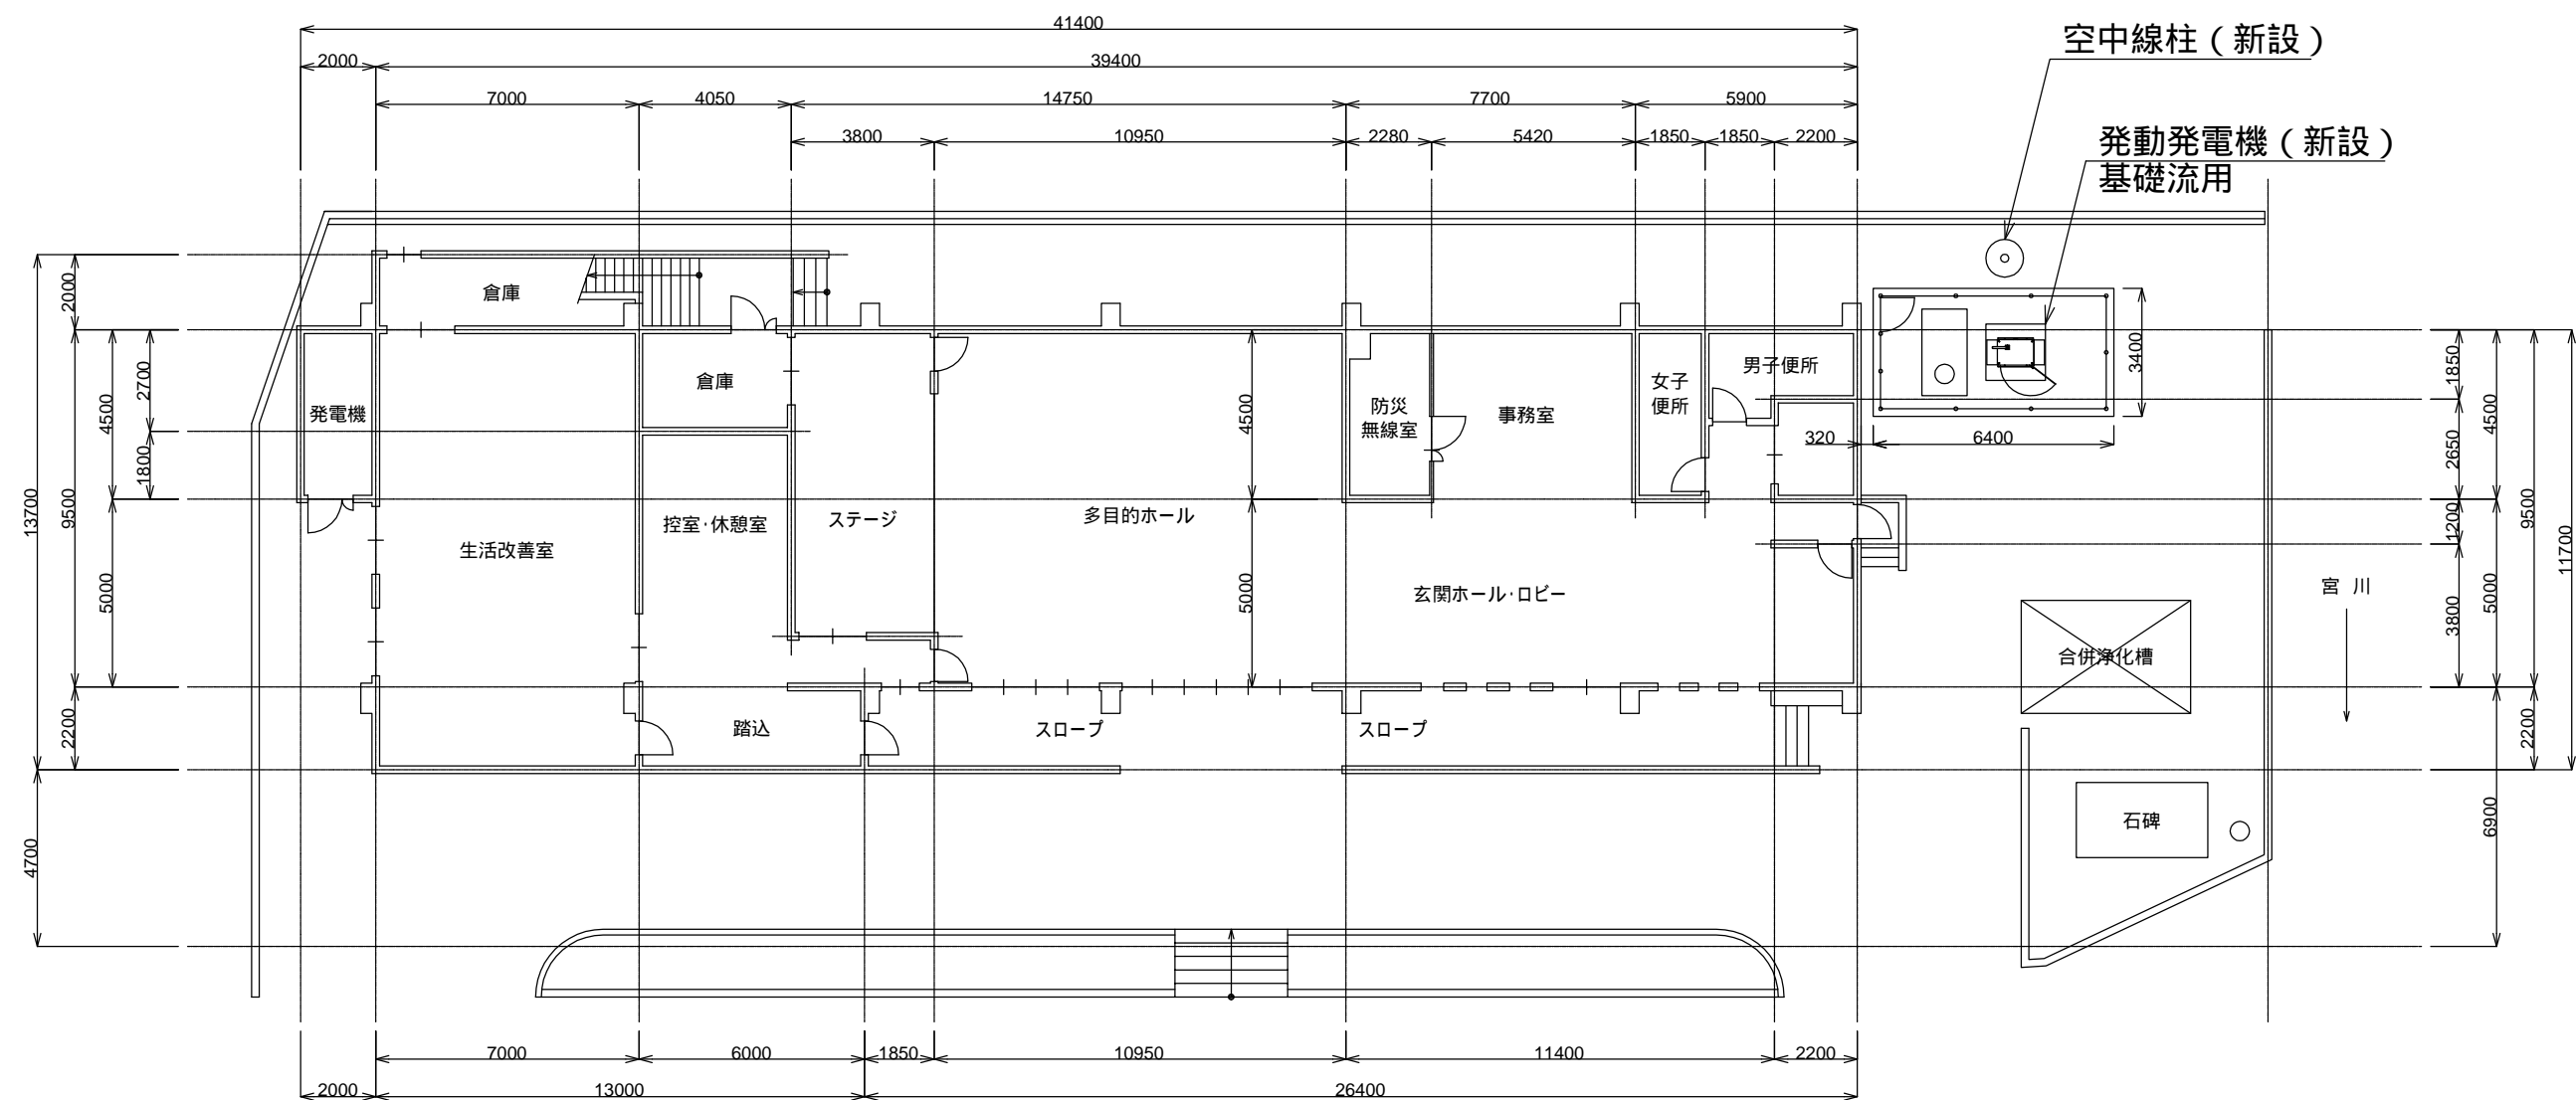 41400
空中線柱（新設）
2000
39400
7000
4050
14750
7700
5900
3800
10950
2280
5420
1850
1850
2200
発動発電機（新設）
基礎流用
2000
倉庫
13700
9500
4500
2700
1800
5000
2200
4700
発電機
倉庫
生活改善室
控室･休憩室
ステージ
多目的ホール
4500
5000
防災
無線室
事務室
女子
便所
男子便所
320
6400
3400
玄関ホール･ロビー
1850
2650
1200
3800
4500
5000
9500
2200
11700
6900
宮 川
合併浄化槽
踏込
スロープ
スロープ
石碑
7000
6000
1850
10950
11400
2200
2000
13000
26400